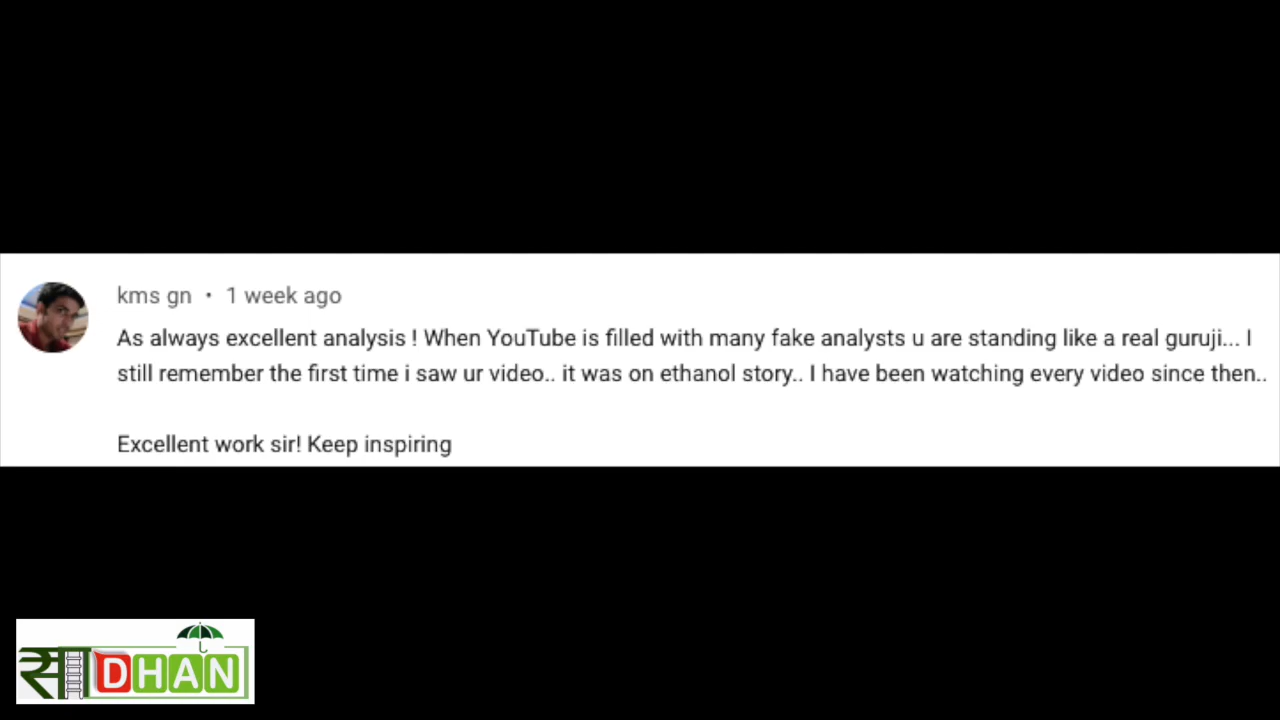 kms gn • 1 week ago
As always excellent analysis ! When YouTube is filled with many fake analysts u are standing like a real guruji... I
still remember the first time i saw ur video.. it was on ethanol story.. I have been watching every video since then..
Excellent work sir! Keep inspiring
साDHAN